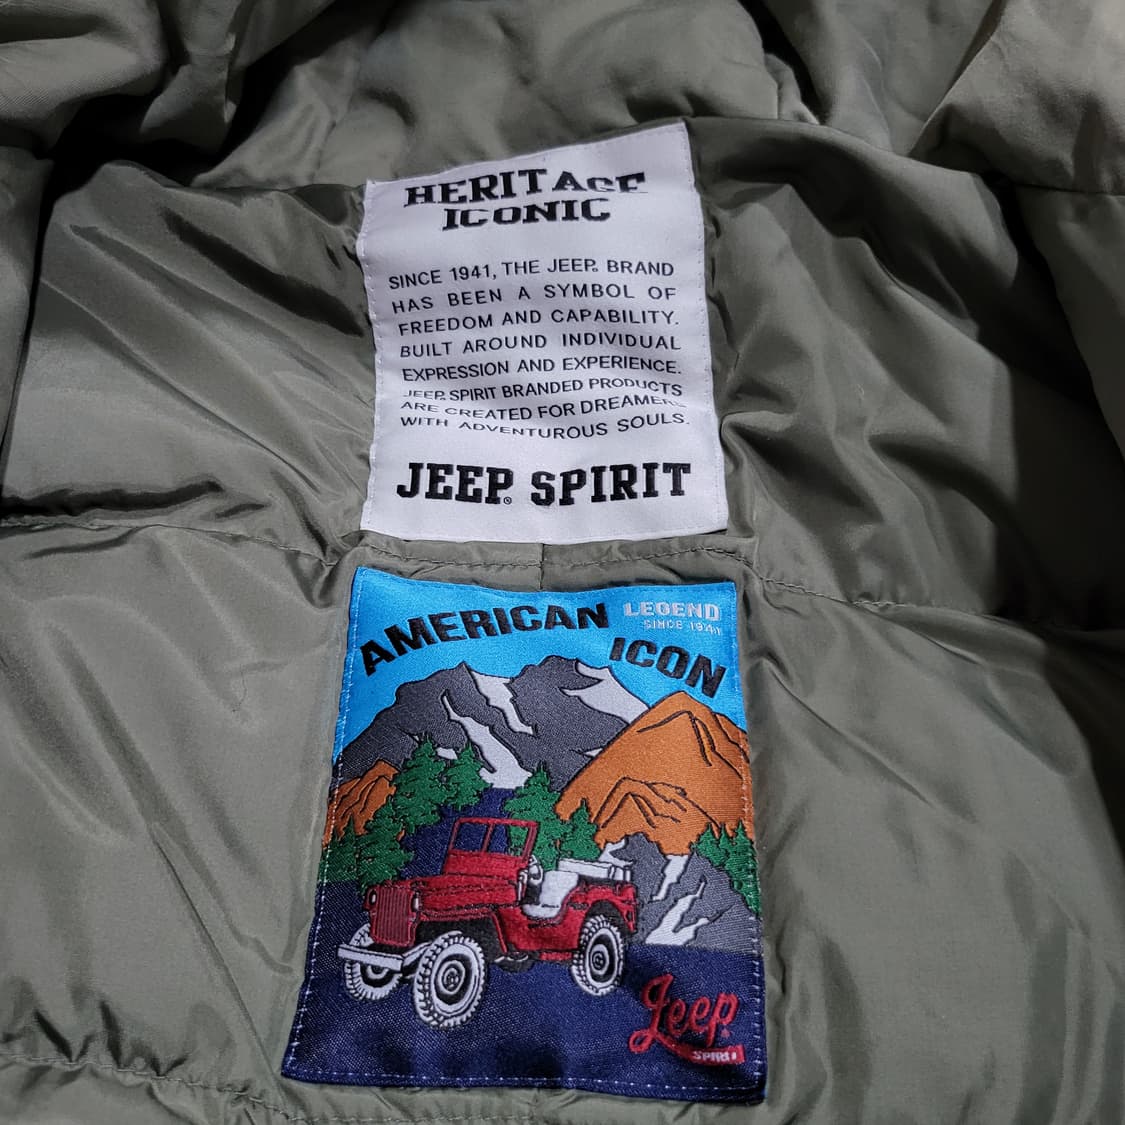 HERITAGE
ICONIC
SINCE 1941, THE JEEP® BRAND
HAS BEEN A SYMBOL OF
FREEDOM AND CAPABILITY.
BUILT AROUND INDIVIDUAL
EXPRESSION AND EXPERIENCE.
JEEP® SPIRIT BRANDED PRODUCTS
ARE CREATED FOR DREAMERS
WITH ADVENTUROUS SOULS.
JEEP® SPIRIT
AMERICAN
ICON
LEGEND
SINCE 1941
Jeep®
SPIRIT